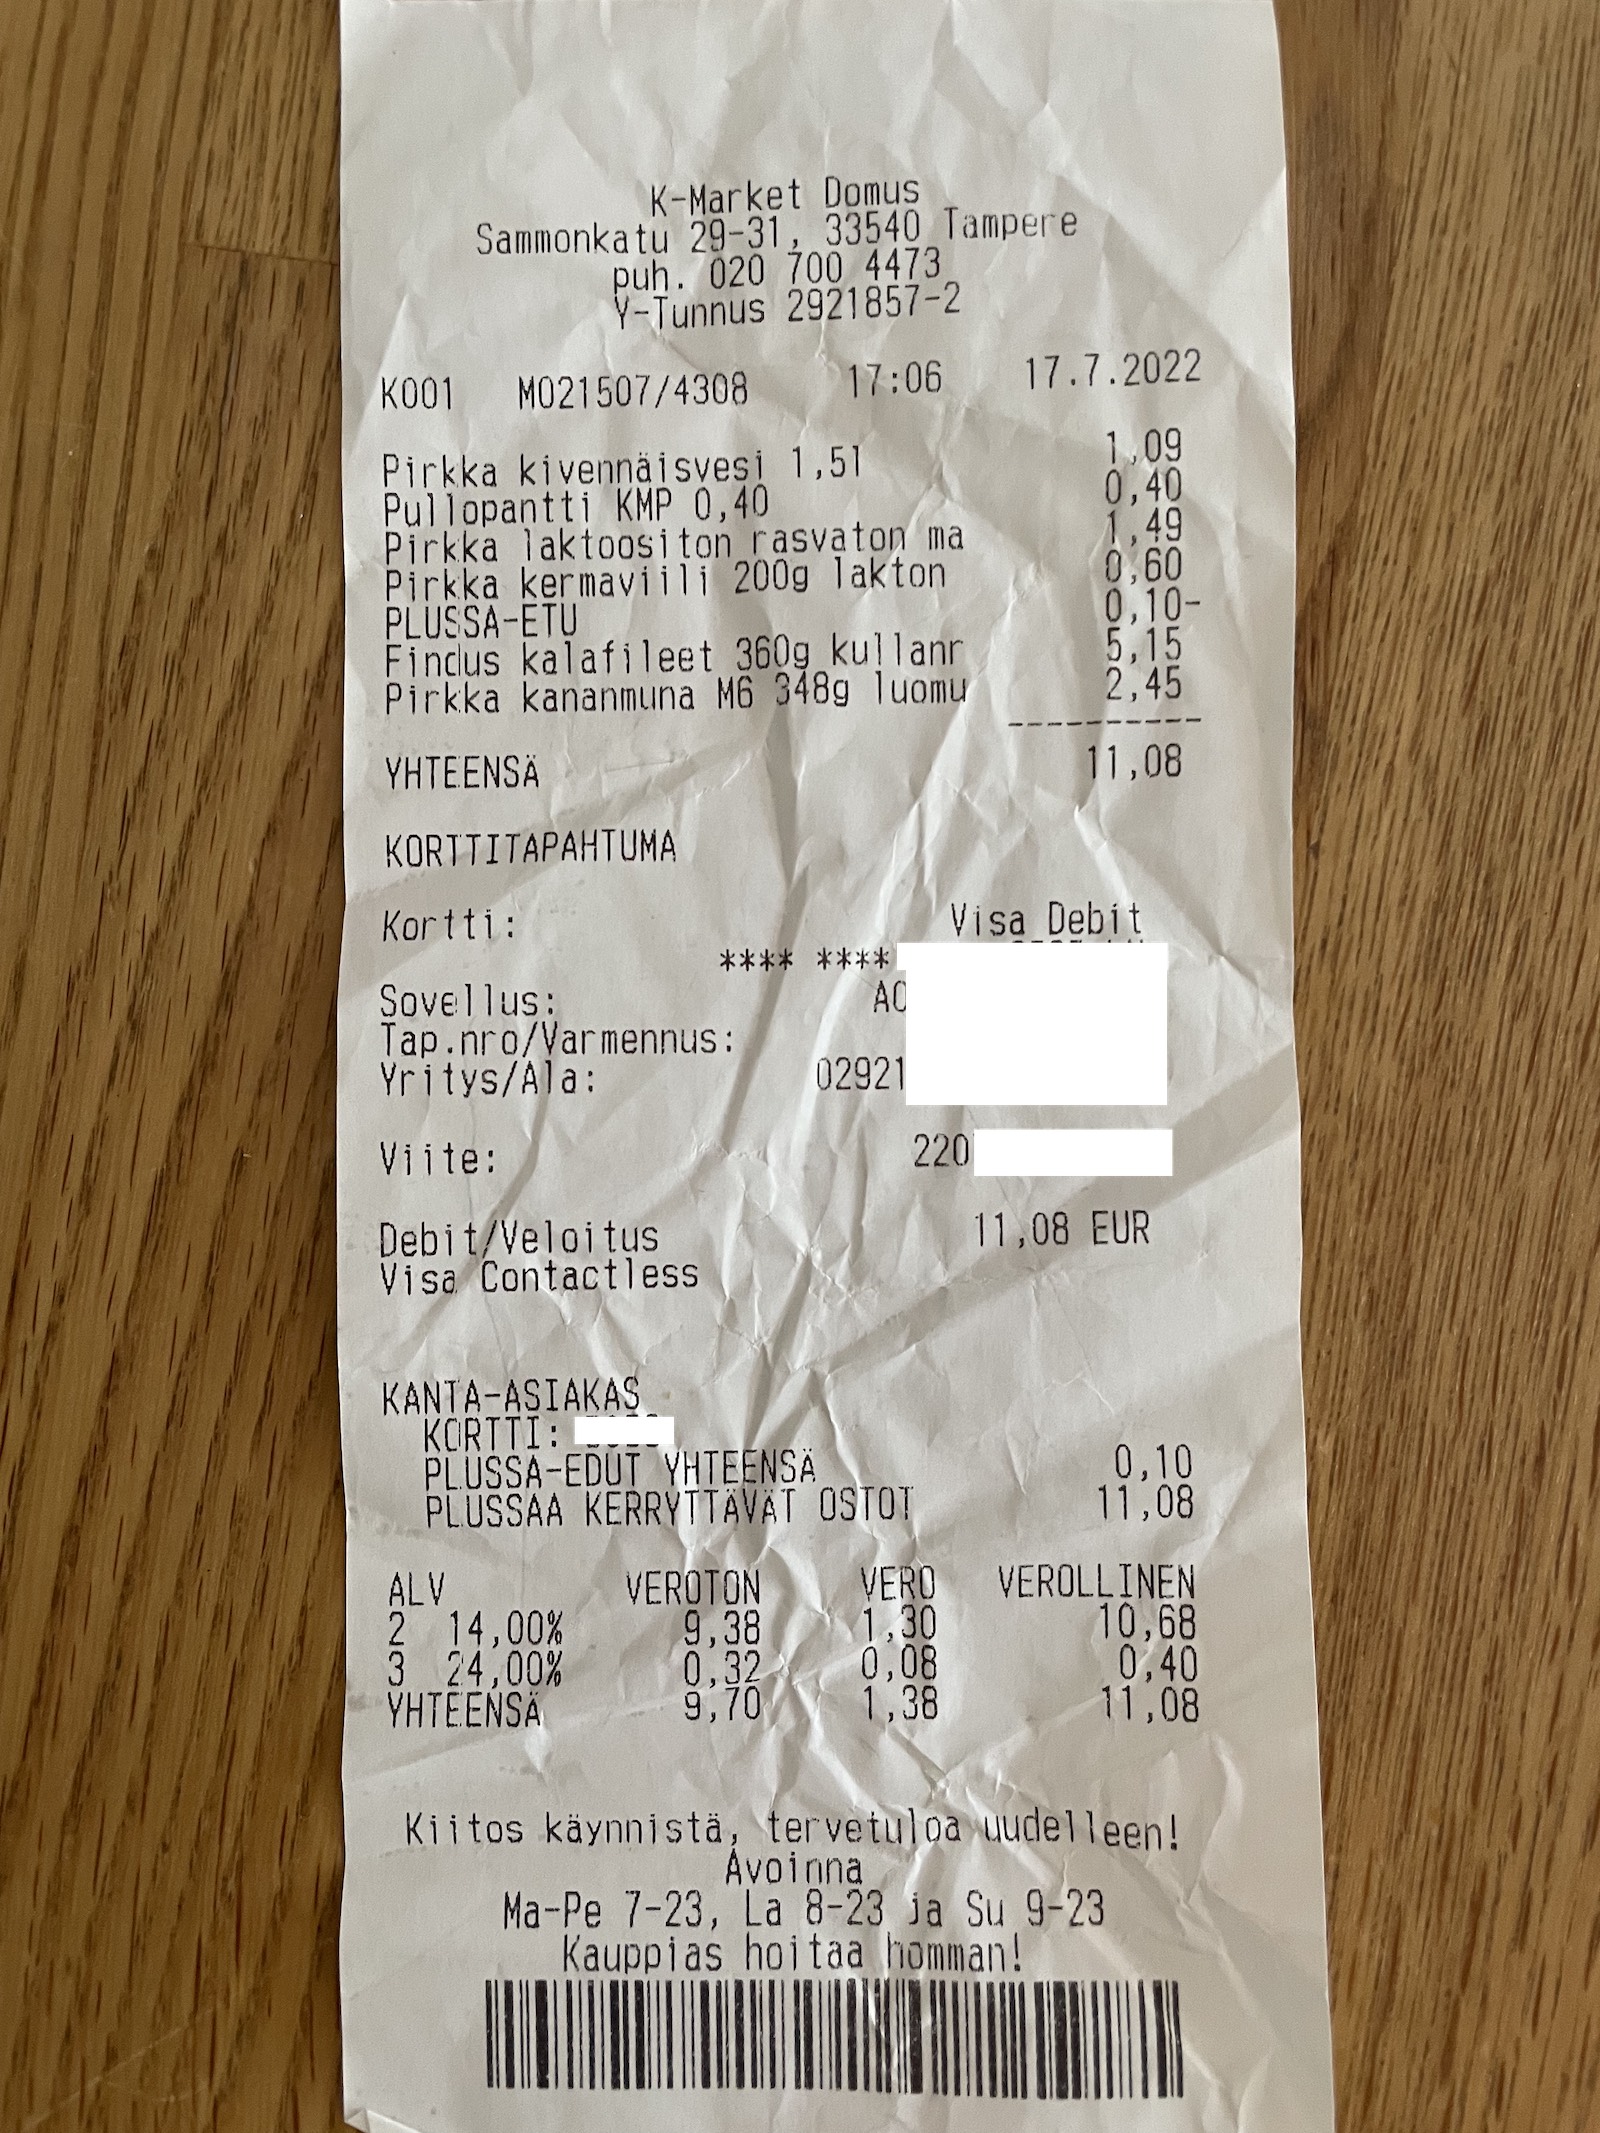 K-Market Domus
Sammonkatu 29-31, 33540 Tampere
puh. 020 700 4473
Y-Tunnus 2921857-2
K001 M021507/4308 17:06 17.7.2022
Pirkka kivennäisvesi 1,5l 1,09
Pullopantti KMP 0,40 0,40
Pirkka laktoositon rasvaton ma 1,49
Pirkka kermaviili 200g lakton 0,60
PLUSSA-ETU 0,10-
Findus kalafileet 360g kullanr 5,15
Pirkka kananmuna M6 348g luomu 2,45
----------
YHTEENSÄ 11,08
KORTTITAPAHTUMA
Kortti: Visa Debit
**** ****
Sovellus: A0
Tap.nro/Varmennus:
Yritys/Ala: 02921
Viite: 220
Debit/Veloitus 11,08 EUR
Visa Contactless
KANTA-ASIAKAS
KORTTI:
PLUSSA-EDUT YHTEENSÄ 0,10
PLUSSAA KERRYTTÄVÄT OSTOT 11,08
ALV VEROTON VERO VEROLLINEN
2 14,00% 9,38 1,30 10,68
3 24,00% 0,32 0,08 0,40
YHTEENSÄ 9,70 1,38 11,08
Kiitos käynnistä, tervetuloa uudelleen!
Avoinna
Ma-Pe 7-23, La 8-23 ja Su 9-23
Kauppias hoitaa homman!